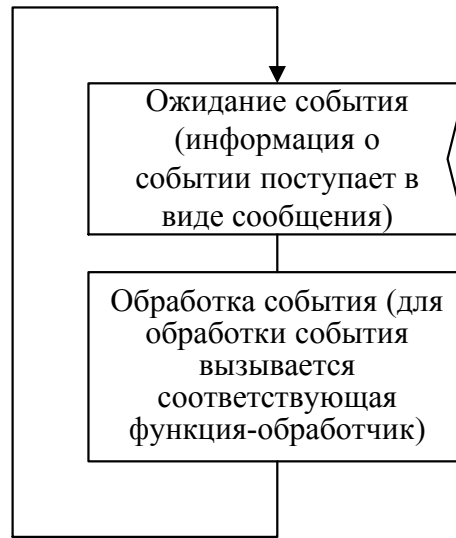 Ожидание события
(информация о
событии поступает в
виде сообщения)
Обработка события (для
обработки события
вызывается
соответствующая
функция-обработчик)